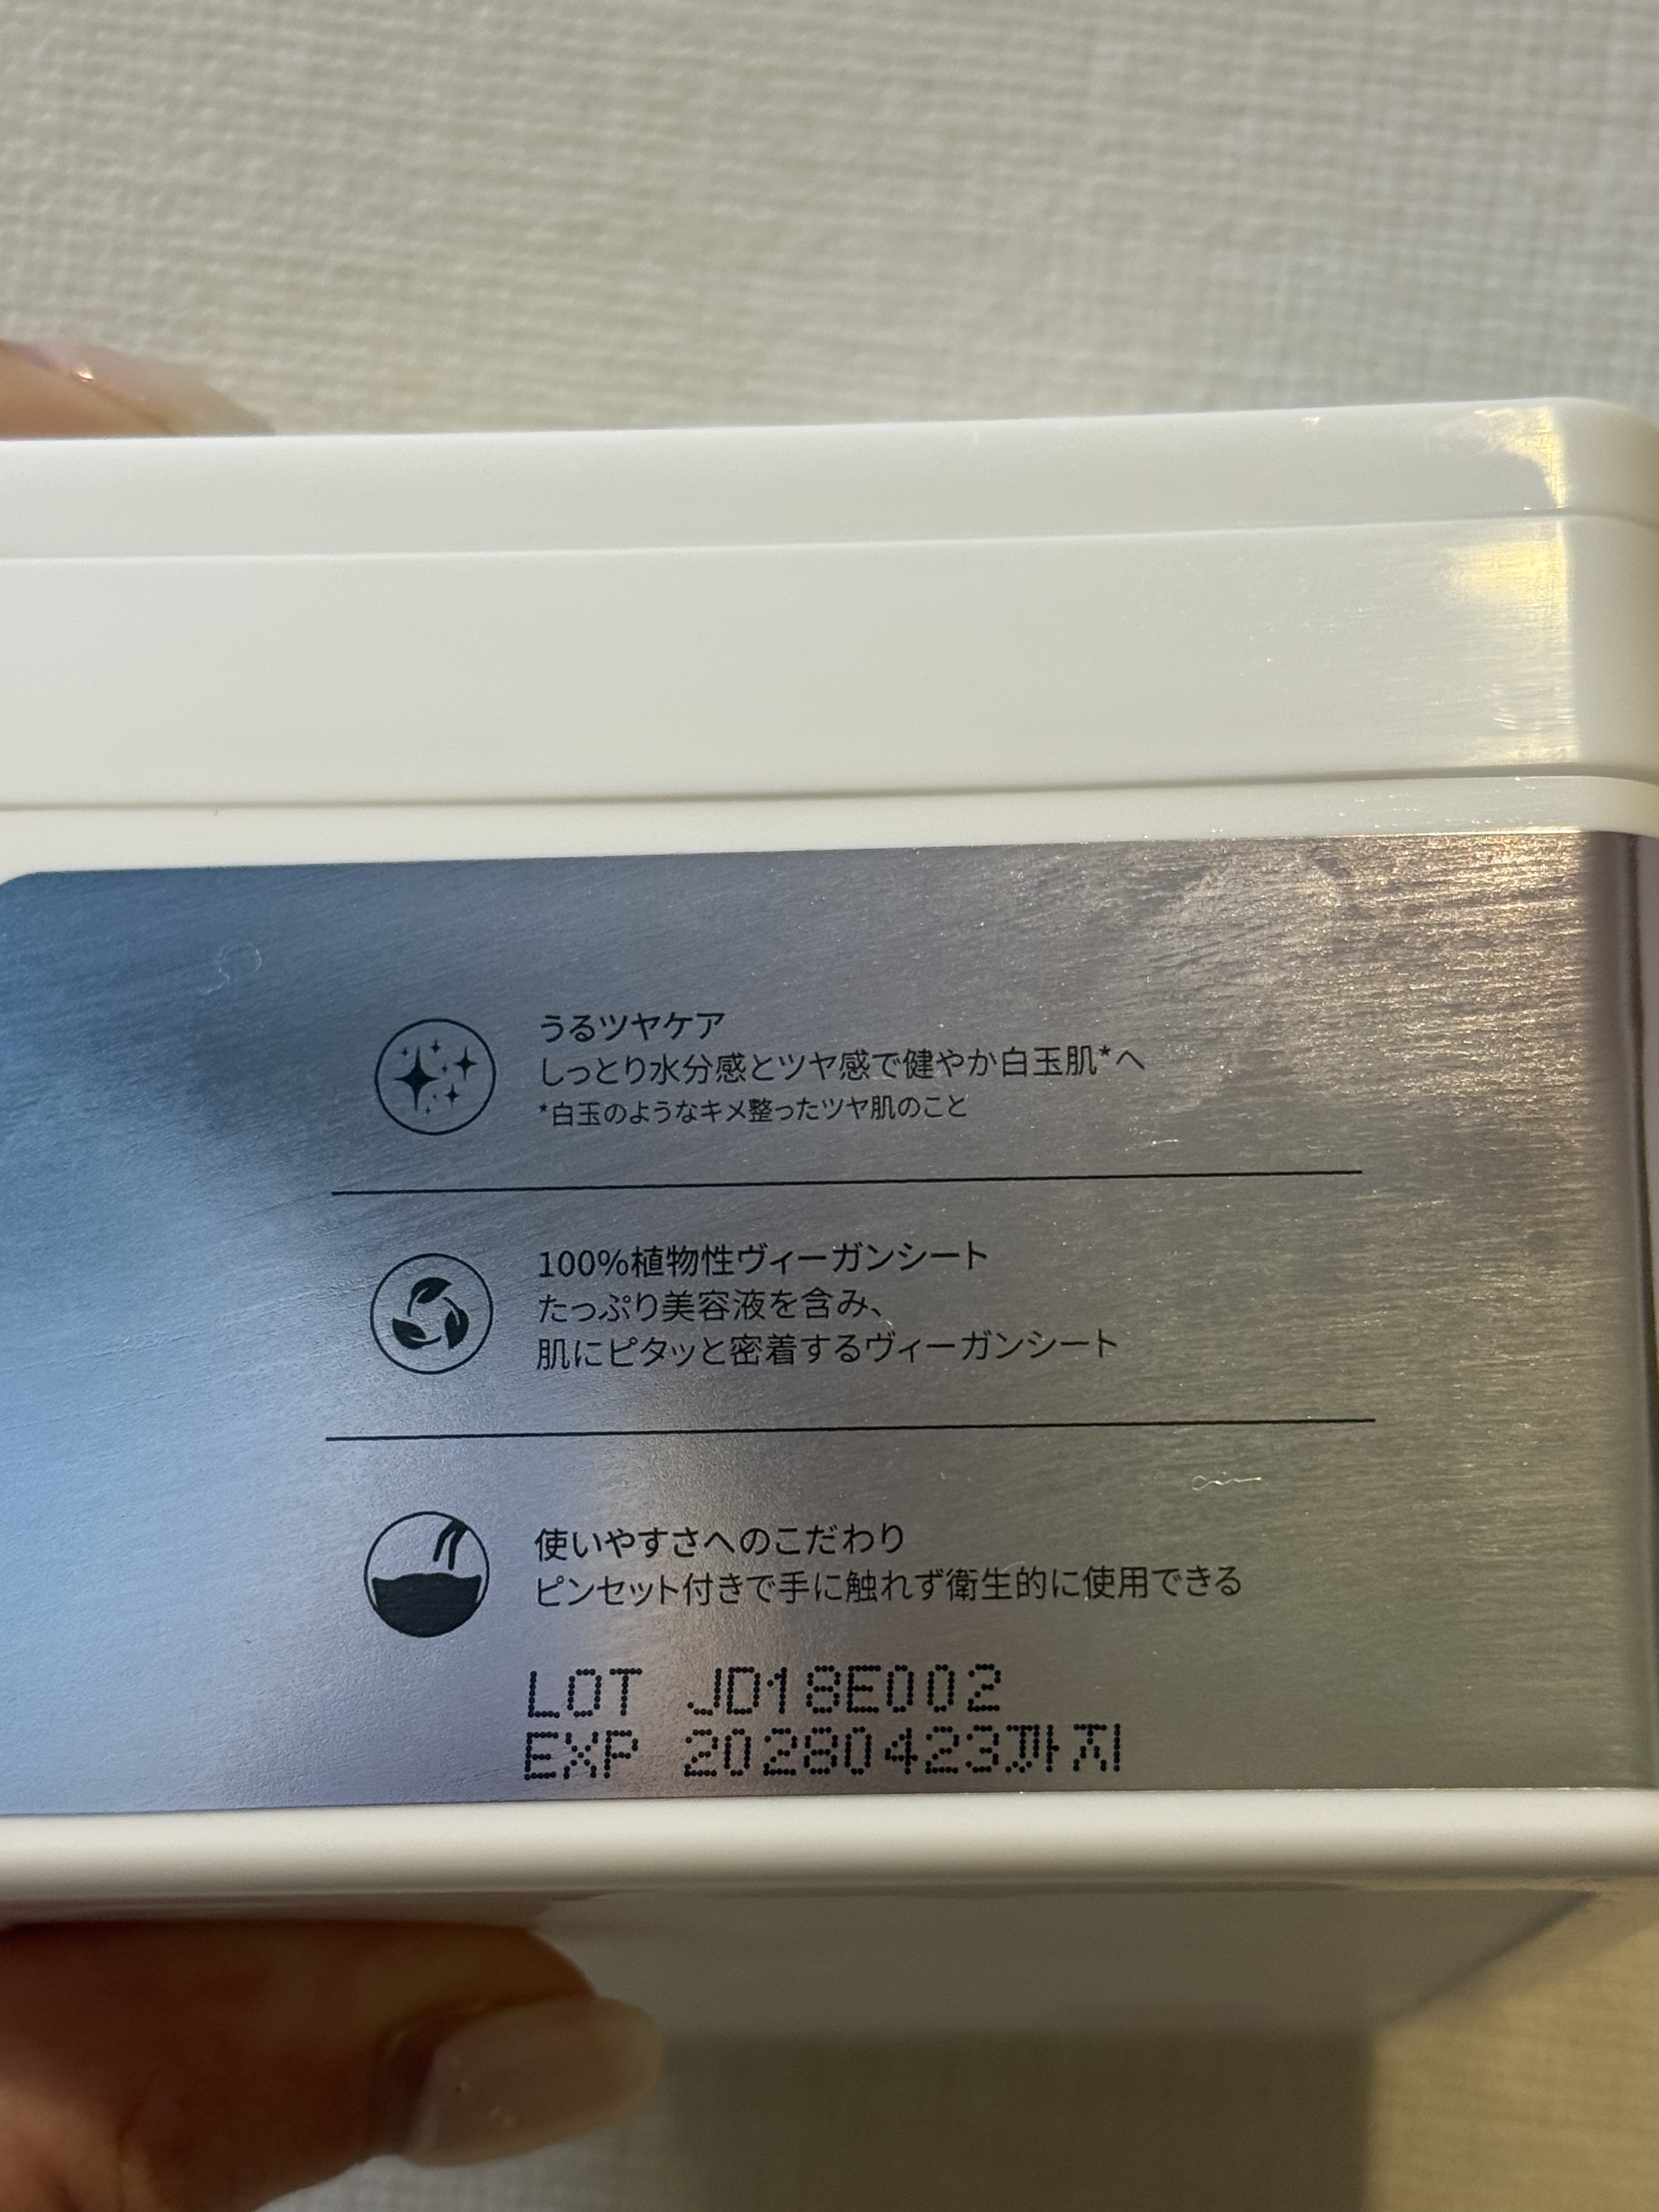 うるツヤケア
しっとり水分感とツヤ感で健やか白玉肌*へ
*白玉のようなキメ整ったツヤ肌のこと
100%植物性ヴィーガンシート
たっぷり美容液を含み、
肌にピタッと密着するヴィーガンシート
使いやすさへのこだわり
ピンセット付きで手に触れず衛生的に使用できる
LOT JD18E002
EXP 20280423까지